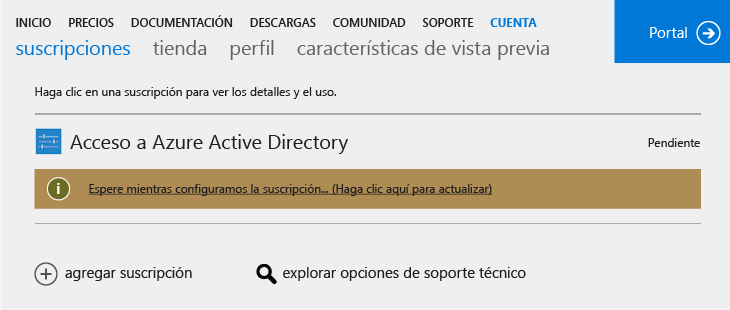 INICIO PRECIOS DOCUMENTACIÓN DESCARGAS COMUNIDAD SOPORTE CUENTA
Portal
suscripciones tienda perfil características de vista previa
Haga clic en una suscripción para ver los detalles y el uso.
Acceso a Azure Active Directory Pendiente
i Espere mientras configuramos la suscripción... (Haga clic aquí para actualizar)
agregar suscripción explorar opciones de soporte técnico